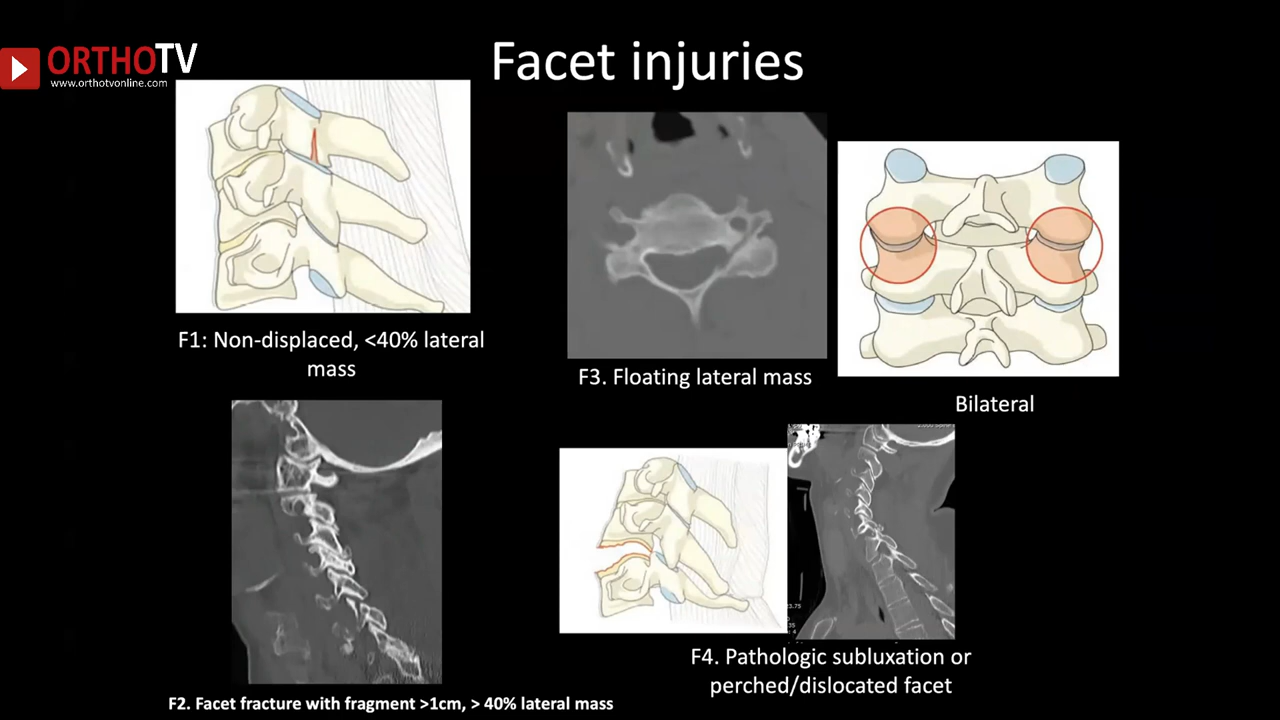 ORTHOTV
www.orthotvonline.com
Facet injuries
F1: Non-displaced, <40% lateral
mass
F3. Floating lateral mass
Bilateral
F2. Facet fracture with fragment >1cm, > 40% lateral mass
F4. Pathologic subluxation or
perched/dislocated facet